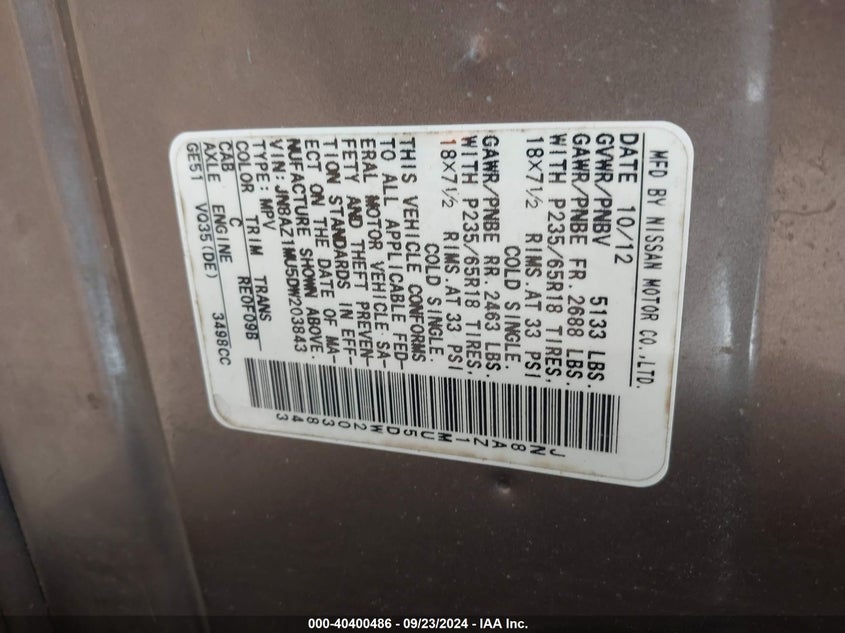 MFD BY NISSAN MOTOR CO.,LTD.
DATE 10/12
GVWR/PNBV 5133 LBS.
GAWR/PNBE FR. 2688 LBS.
WITH P235/65R18 TIRES,
18X7½ RIMS.AT 33 PSI
COLD SINGLE.
GAWR/PNBE RR. 2463 LBS.
WITH P235/65R18 TIRES,
18X7½ RIMS AT 33 PSI
COLD SINGLE.
THIS VEHICLE CONFORMS
TO ALL APPLICABLE FED-
ERAL MOTOR VEHICLE SA-
FETY AND THEFT PREVEN-
TION STANDARDS IN EFF-
ECT ON THE DATE OF MA-
NUFACTURE SHOWN ABOVE.
VIN: JN8AZ1MU5DW203843
TYPE: MPV
COLOR TRIM TRANS
C RE0F09B
CAB ENGINE
AXLE VQ35(DE) 3498CC
GE51
JN8AZ1MU5DW203843
000-40400486 - 09/23/2024 - IAA Inc.